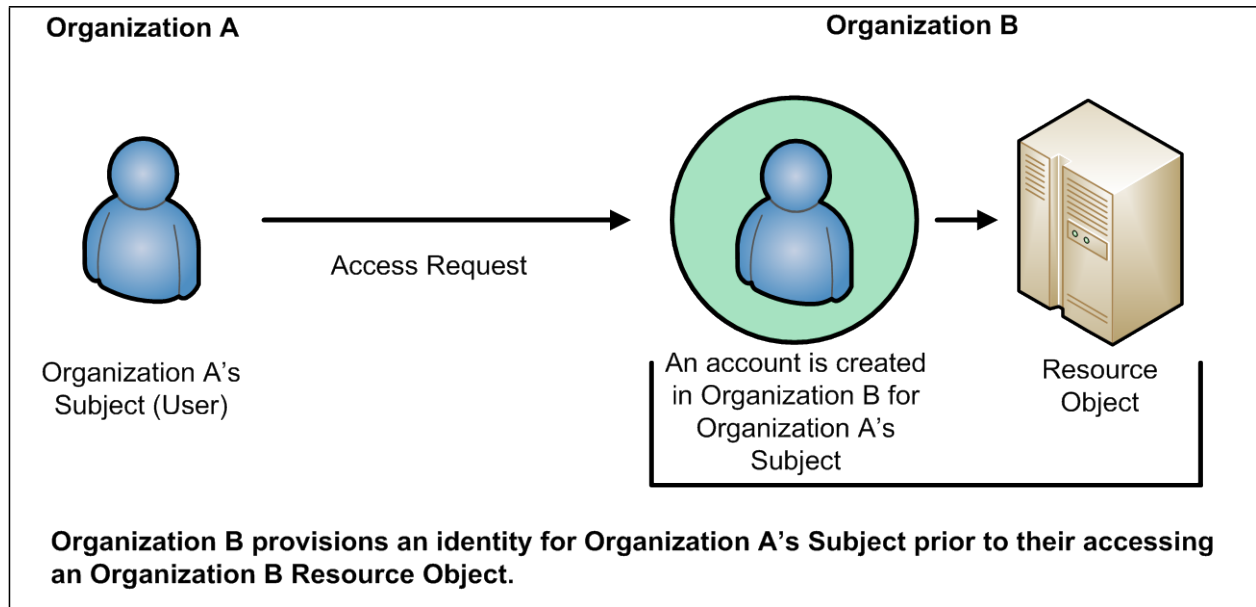 Organization A
Organization B
Access Request
Organization A's
Subject (User)
An account is created
in Organization B for
Organization A's
Subject
Resource
Object
Organization B provisions an identity for Organization A's Subject prior to their accessing
an Organization B Resource Object.